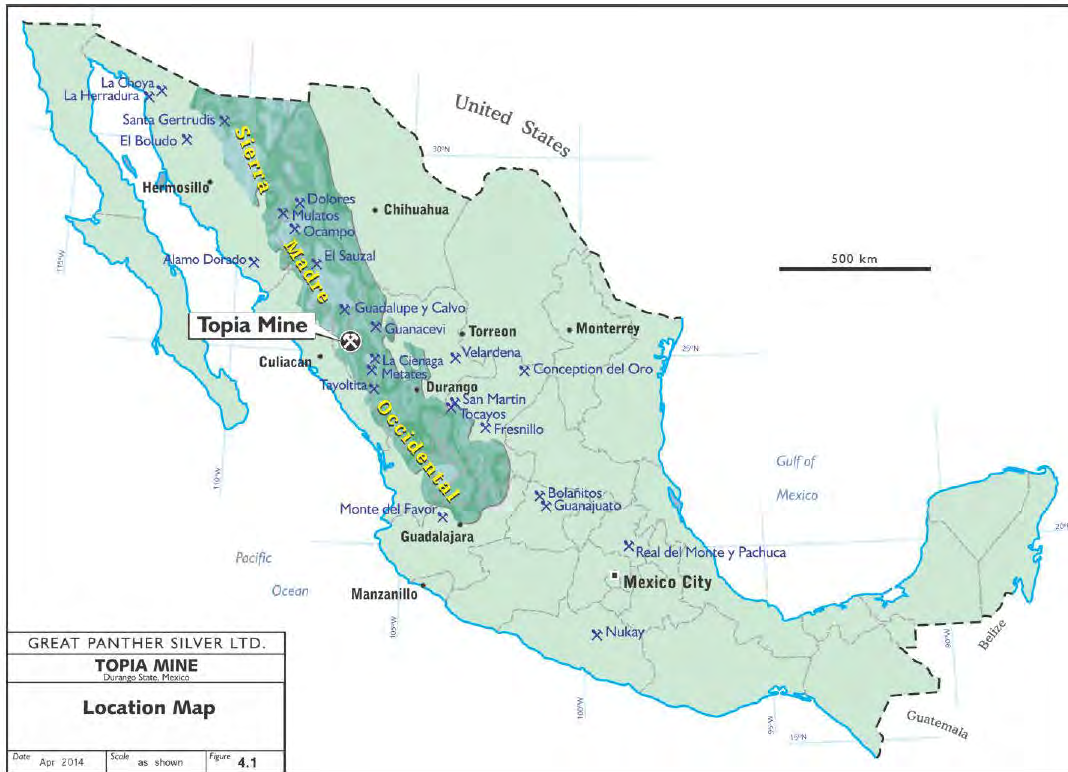 La Choya
La Herradura
Santa Gertrudis
El Boludo
Hermosillo
Sierra
Madre
Occidental
United
States
30°N
Dolores
Mulatos
Ocampo
Chihuahua
115°W
Alamo Dorado
El Sauzal
500 km
Guadalupe y Calvo
Topia Mine
Guanacevi
Torreon
Monterrey
25°N
Culiacan
La Cienaga
Metates
Velardena
Conception del Oro
Tayoltita
Durango
San Martin
Tocayos
Fresnillo
110°W
Gulf of
Mexico
Bolañitos
Guanajuato
Monte del Favor
Guadalajara
20°N
Real del Monte y Pachuca
Pacific
Ocean
Mexico City
Manzanillo
105°W
Nukay
90°W
Belize
100°W
95°W
15°N
Guatemala
GREAT PANTHER SILVER LTD.
TOPIA MINE
Durango State, Mexico
Location Map
Date Apr 2014
Scale as shown
Figure 4.1